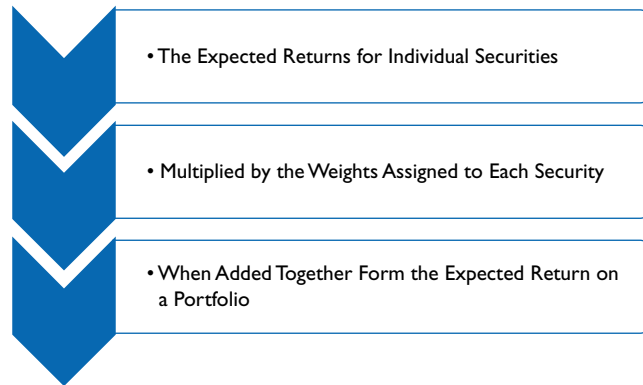 • The Expected Returns for Individual Securities
• Multiplied by the Weights Assigned to Each Security
• When Added Together Form the Expected Return on
a Portfolio